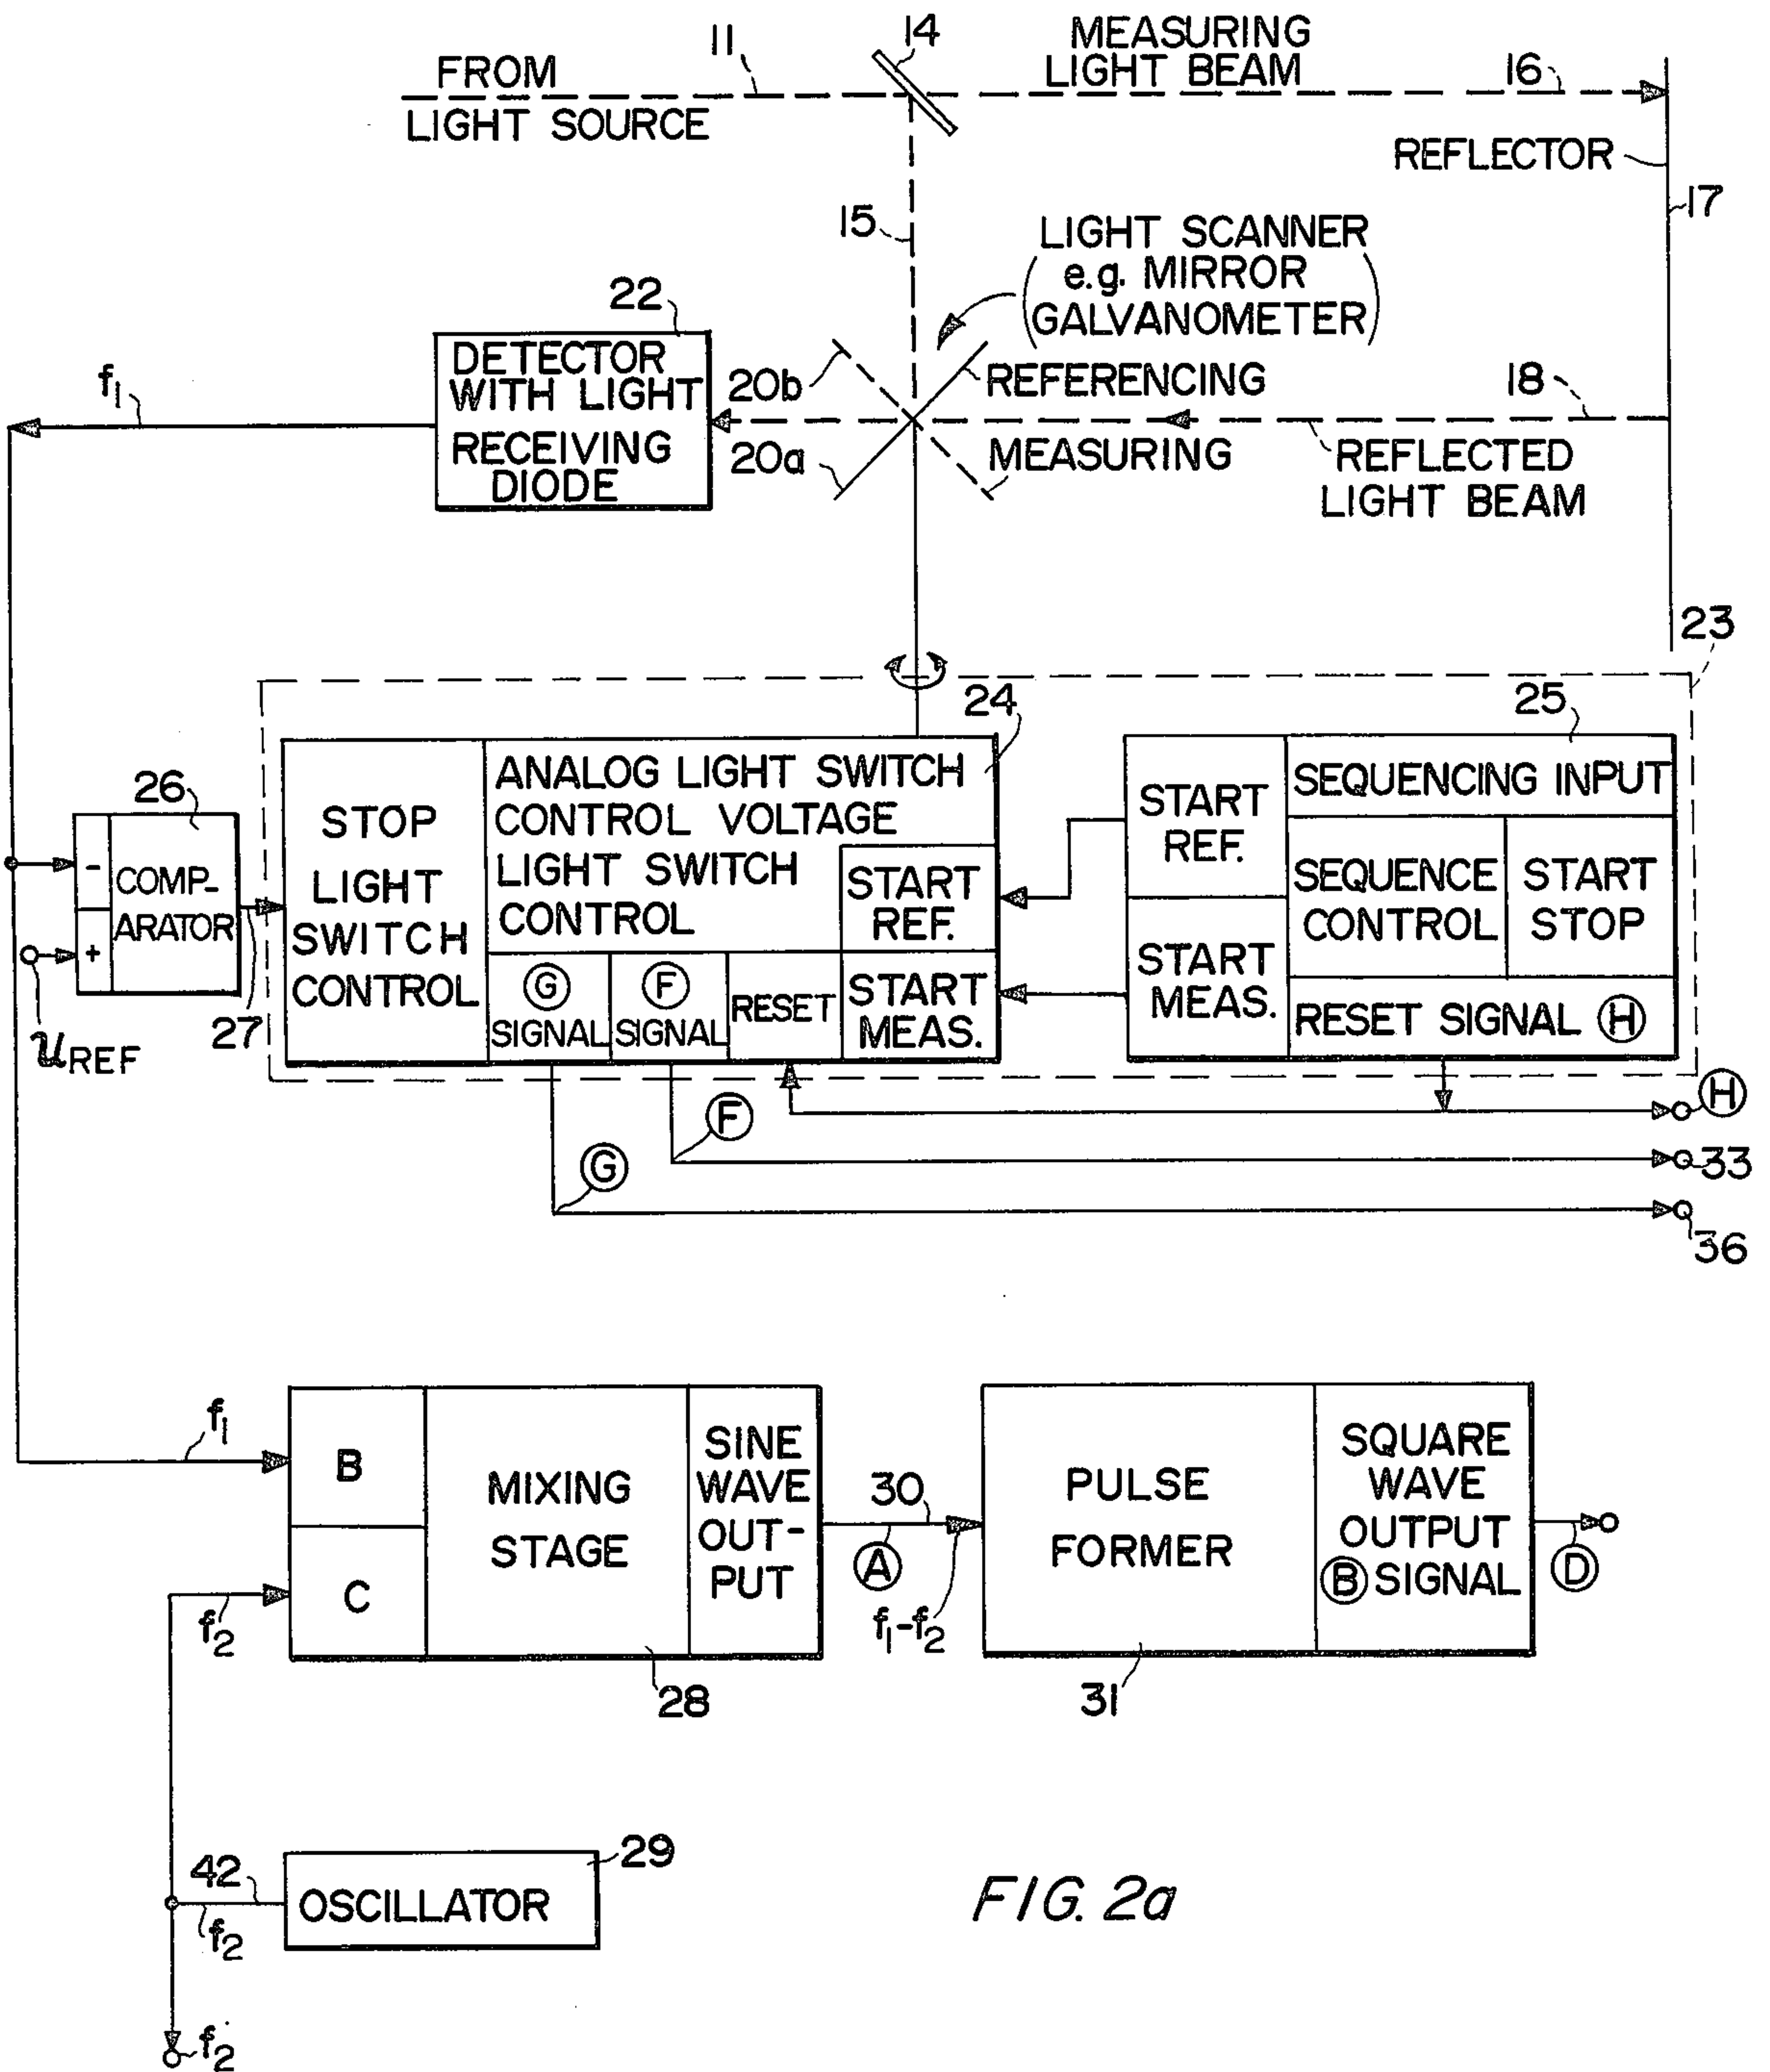 11
14
MEASURING
LIGHT BEAM
16
FROM
LIGHT SOURCE
REFLECTOR
17
15
LIGHT SCANNER
(e.g. MIRROR
GALVANOMETER)
22
DETECTOR
WITH LIGHT
RECEIVING
DIODE
f1
20b
REFERENCING
18
20a
MEASURING
REFLECTED
LIGHT BEAM
23
24
25
26
COMP-
ARATOR
-
+
27
uREF
STOP
LIGHT
SWITCH
CONTROL
ANALOG LIGHT SWITCH
CONTROL VOLTAGE
LIGHT SWITCH
CONTROL
START
REF.
G
SIGNAL
F
SIGNAL
RESET
START
MEAS.
START
REF.
START
MEAS.
SEQUENCING INPUT
SEQUENCE
CONTROL
START
STOP
RESET SIGNAL H
H
F
33
G
36
f1
B
C
MIXING
STAGE
SINE
WAVE
OUT-
PUT
30
A
f1-f2
PULSE
FORMER
SQUARE
WAVE
OUTPUT
B SIGNAL
D
f2
28
31
42
f2
OSCILLATOR
29
FIG. 2a
f2